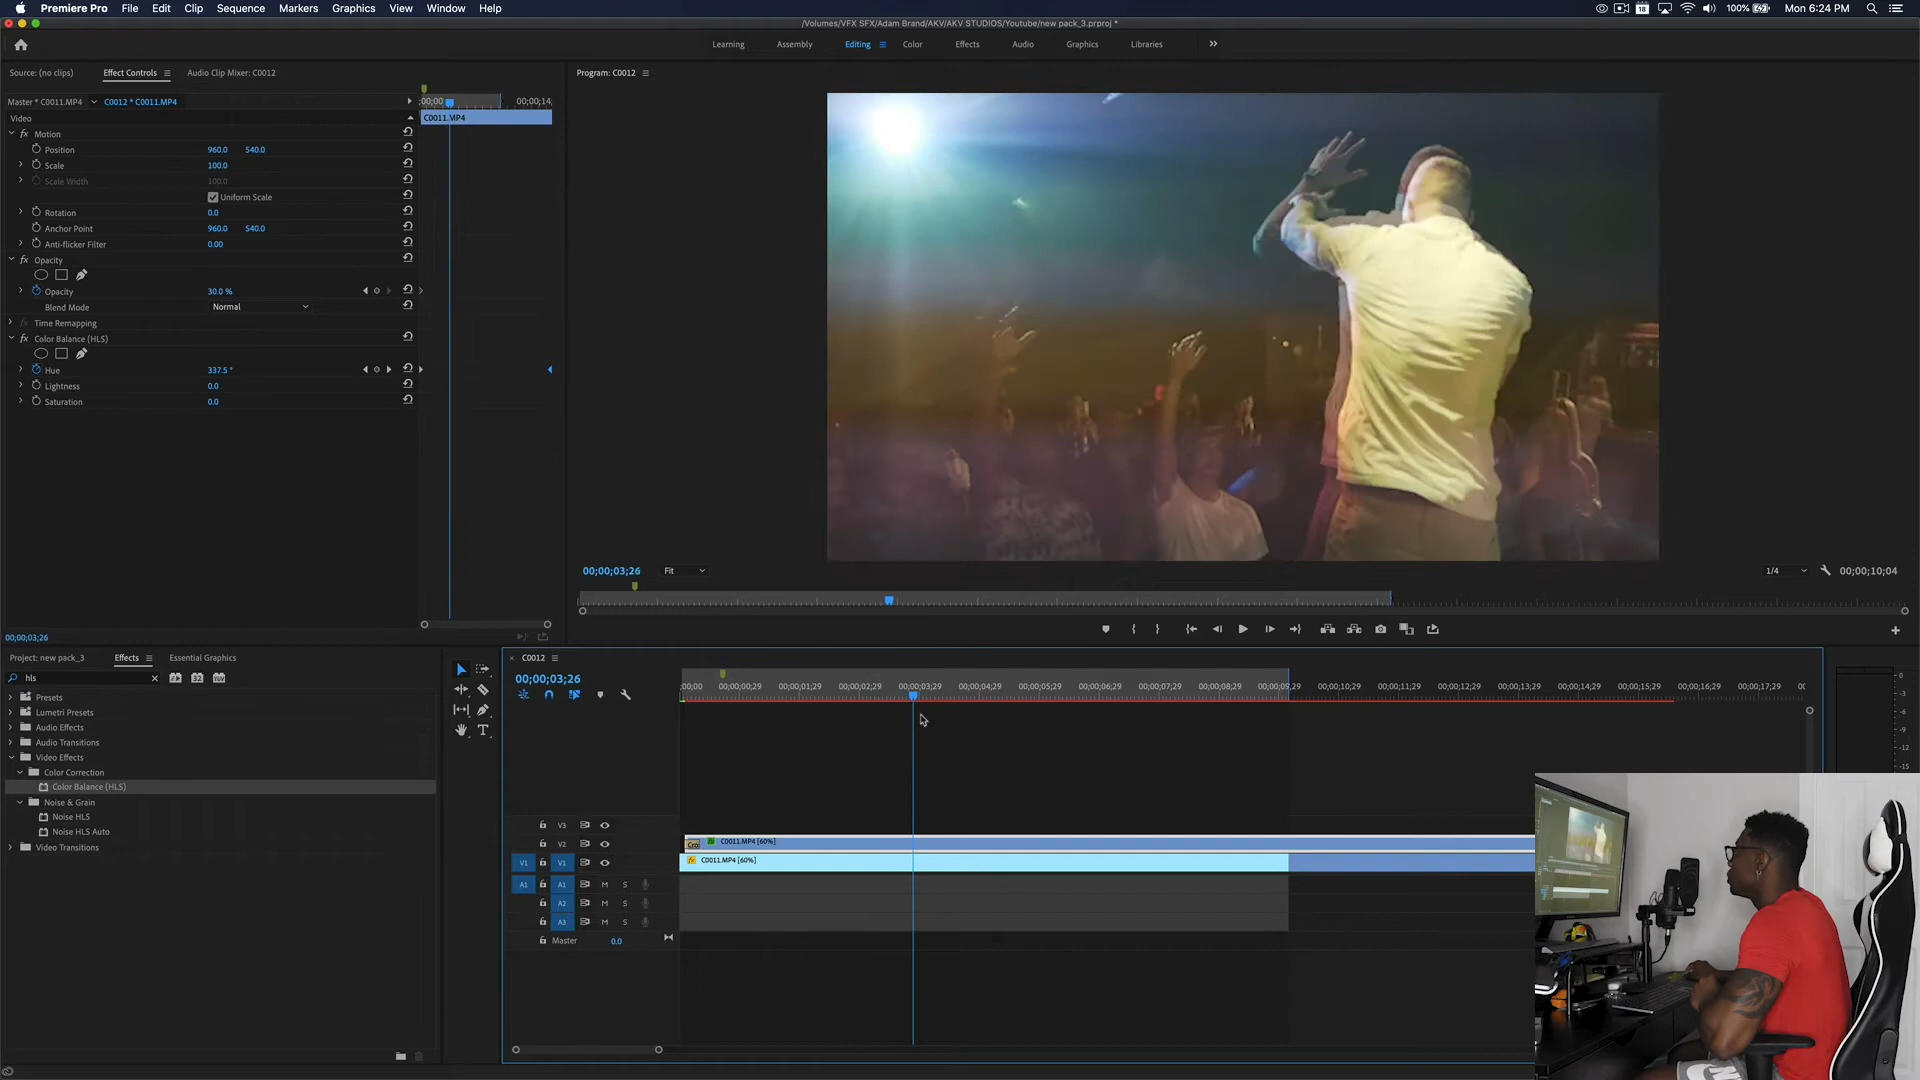 Premiere Pro File Edit Clip Sequence Markers Graphics View Window Help
18 100% Mon 6:24 PM
/Volumes/VFX SFX/Adam Brand/AKV/AKV STUDIOS/Youtube/new pack_3.prproj *
Learning Assembly Editing Color Effects Audio Graphics Libraries
Source: (no clips) Effect Controls Audio Clip Mixer: C0012
Program: C0012
Master * C0011.MP4 C0012 * C0011.MP4
;00;00 00;00;14
Video
C0011.MP4
fx Motion
Position 960.0 540.0
Scale 100.0
Scale Width 100.0
Uniform Scale
Rotation 0.0
Anchor Point 960.0 540.0
Anti-flicker Filter 0.00
fx Opacity
Opacity 30.0 %
Blend Mode Normal
Time Remapping
fx Color Balance (HLS)
Hue 337.5 °
Lightness 0.0
Saturation 0.0
00;00;03;26 Fit 1/4 00;00;10;04
00;00;03;26
Project: new pack_3 Effects Essential Graphics
hls
Presets
Lumetri Presets
Audio Effects
Audio Transitions
Video Effects
Color Correction
Color Balance (HLS)
Noise & Grain
Noise HLS
Noise HLS Auto
Video Transitions
× C0012
00;00;03;26
;00;00 00;00;00;29 00;00;01;29 00;00;02;29 00;00;03;29 00;00;04;29 00;00;05;29 00;00;06;29 00;00;07;29 00;00;08;29 00;00;09;29 00;00;10;29 00;00;11;29 00;00;12;29 00;00;13;29 00;00;14;29 00;00;15;29 00;00;16;29 00;00;17;29 00
V3
V2 Cro fx C0011.MP4 [60%]
V1 V1 fx C0011.MP4 [60%]
A1 A1 M S
A2 M S
A3 M S
Master 0.0
0
-3
-6
-9
-12
-15